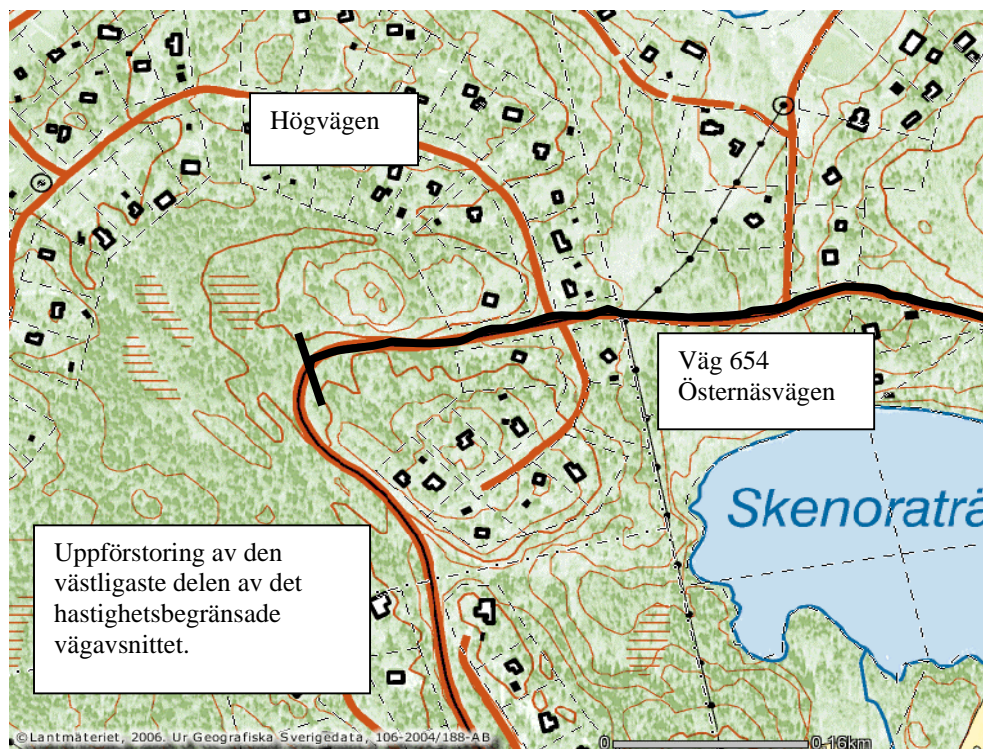 Högvägen
Väg 654
Östernäsvägen
Skenoraträ
Uppförstoring av den
västligaste delen av det
hastighetsbegränsade
vägavsnittet.
©Lantmäteriet, 2006. Ur Geografiska Sverigedata, 106-2004/188-AB
0 0.16km